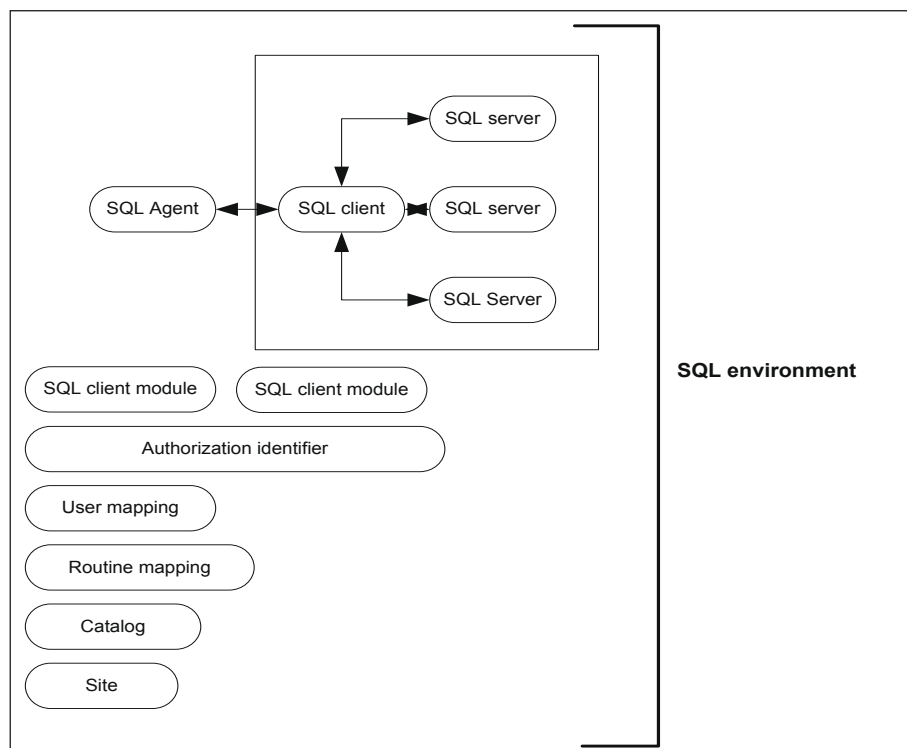 SQL server
SQL Agent
SQL client
SQL server
SQL Server
SQL environment
SQL client module
SQL client module
Authorization identifier
User mapping
Routine mapping
Catalog
Site